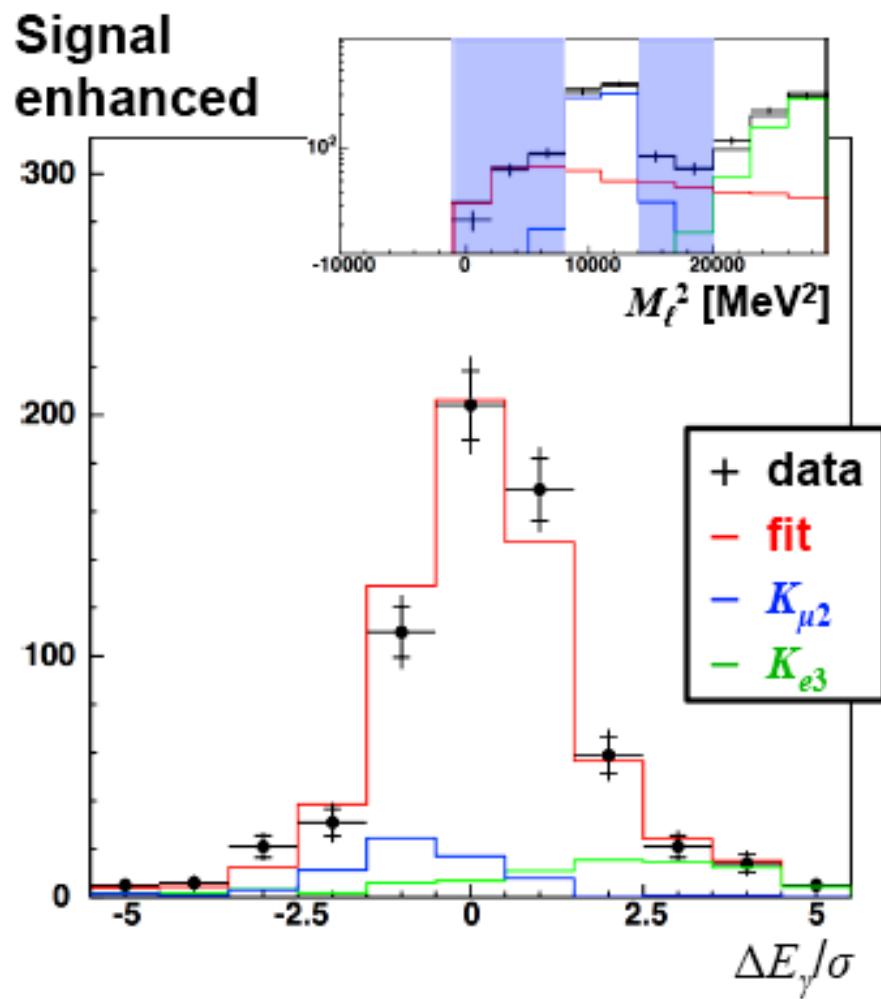 Signal
enhanced
10²
-10000 0 10000 20000
M_ℓ² [MeV²]
300
200
100
0
data
fit
K_μ2
K_e3
-5 -2.5 0 2.5 5
ΔE_γ/σ